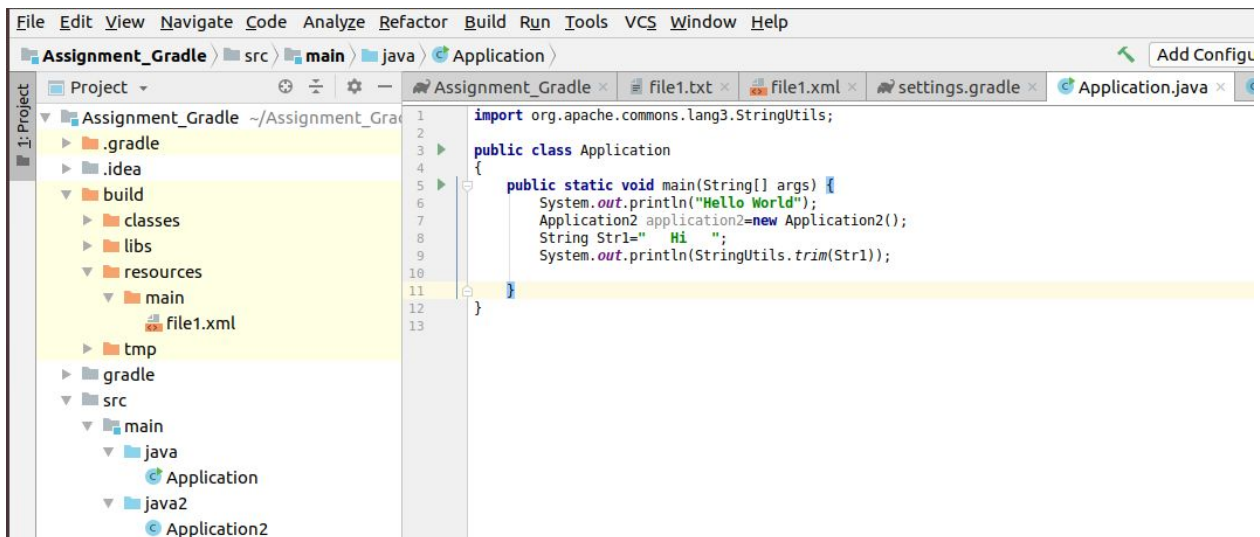 File Edit View Navigate Code Analyze Refactor Build Run Tools VCS Window Help
Assignment_Gradle src main java Application Add Configu
1: Project
Project Assignment_Gradle file1.txt file1.xml settings.gradle Application.java
Assignment_Gradle ~/Assignment_Grad
.gradle
.idea
build
classes
libs
resources
main
file1.xml
tmp
gradle
src
main
java
Application
java2
Application2
1 import org.apache.commons.lang3.StringUtils;
2
3 public class Application
4 {
5 public static void main(String[] args) {
6 System.out.println("Hello World");
7 Application2 application2=new Application2();
8 String Str1="   Hi   ";
9 System.out.println(StringUtils.trim(Str1));
10
11 }
12 }
13